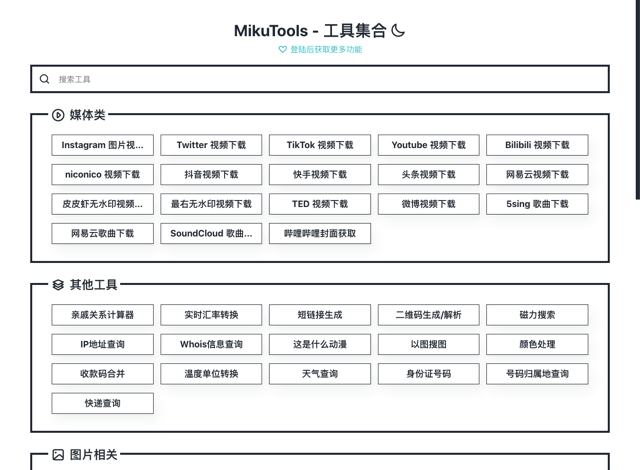 MikuTools - 工具集合
登陆后获取更多功能
搜索工具
媒体类
Instagram 图片视...
Twitter 视频下载
TikTok 视频下载
Youtube 视频下载
Bilibili 视频下载
niconico 视频下载
抖音视频下载
快手视频下载
头条视频下载
网易云视频下载
皮皮虾无水印视频...
最右无水印视频下载
TED 视频下载
微博视频下载
5sing 歌曲下载
网易云歌曲下载
SoundCloud 歌曲...
哔哩哔哩封面获取
其他工具
亲戚关系计算器
实时汇率转换
短链接生成
二维码生成/解析
磁力搜索
IP地址查询
Whois信息查询
这是什么动漫
以图搜图
颜色处理
收款码合并
温度单位转换
天气查询
身份证号码
号码归属地查询
快递查询
图片相关